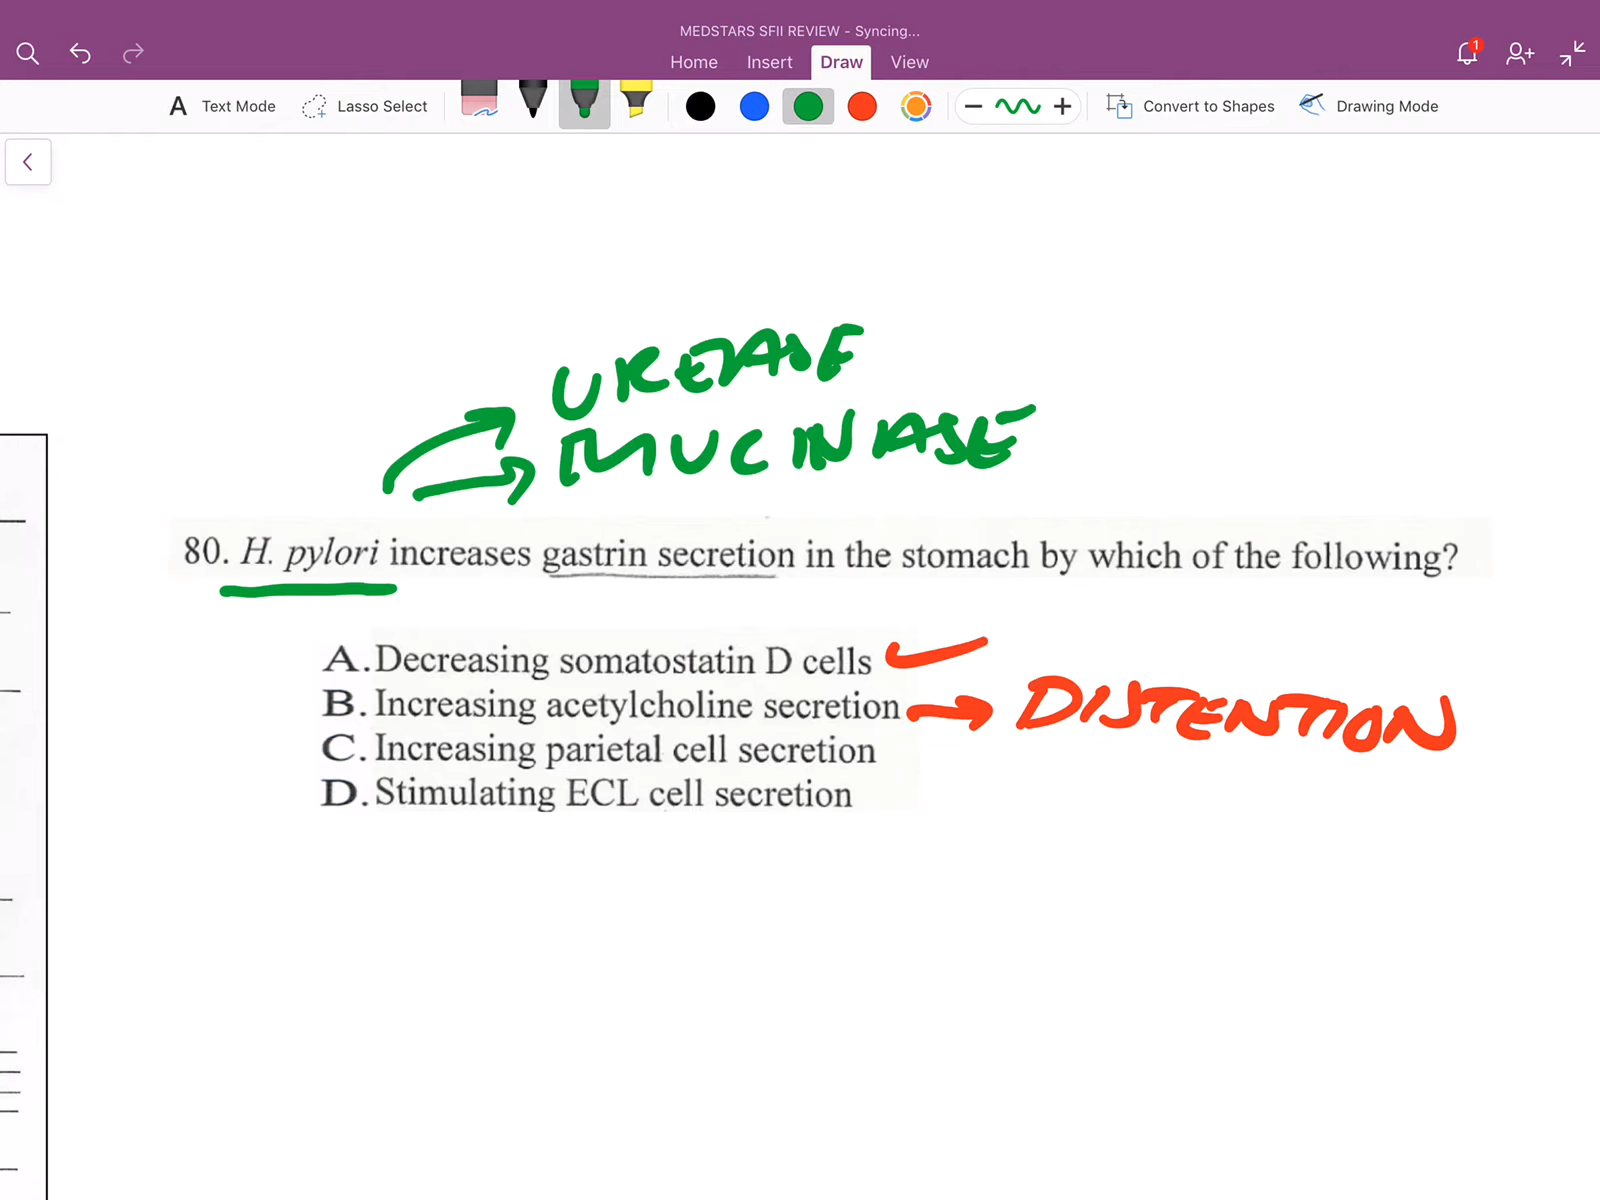 MEDSTARS SFII REVIEW - Syncing...
Home Insert Draw View
1
A Text Mode Lasso Select Convert to Shapes Drawing Mode
UREASE
MUCINASE
80. H. pylori increases gastrin secretion in the stomach by which of the following?
A. Decreasing somatostatin D cells
B. Increasing acetylcholine secretion → DISTENTION
C. Increasing parietal cell secretion
D. Stimulating ECL cell secretion